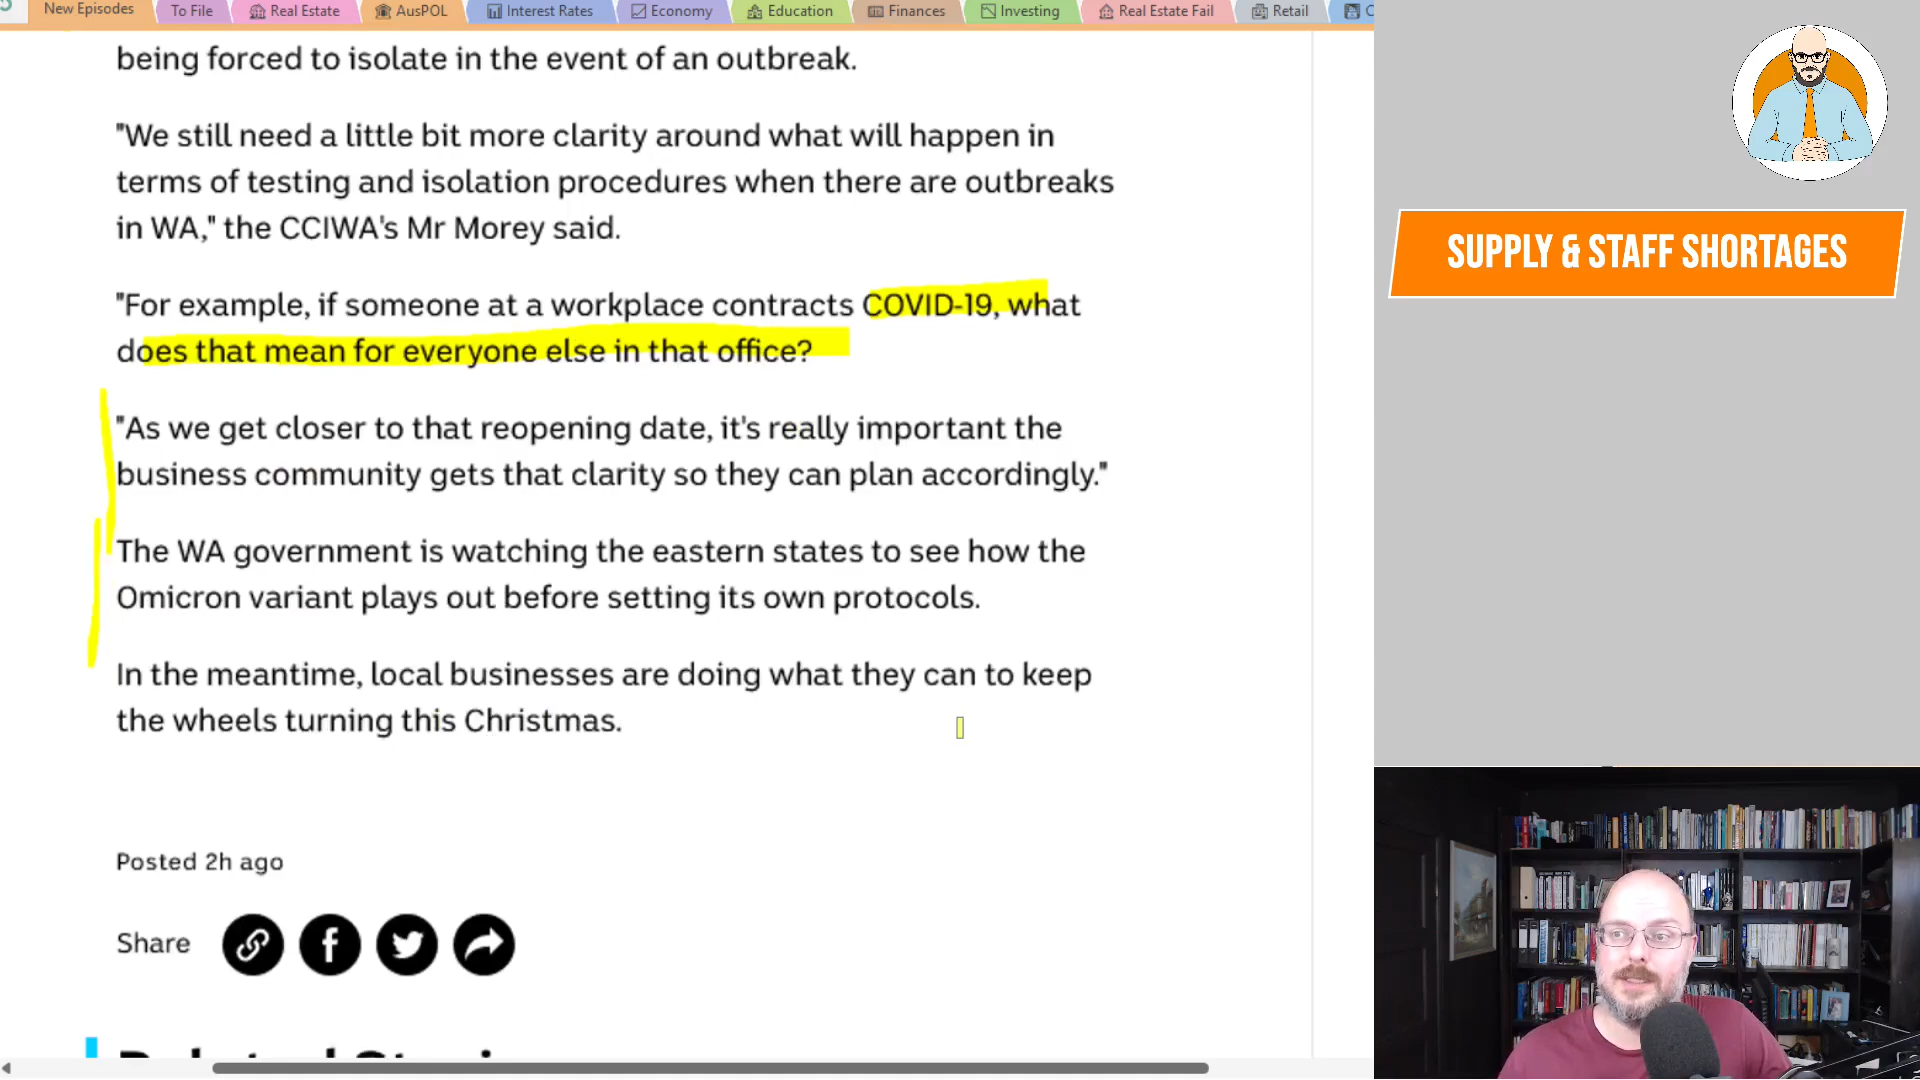 New Episodes
To File
Real Estate
AusPOL
Interest Rates
Economy
Education
Finances
Investing
Real Estate Fail
Retail
being forced to isolate in the event of an outbreak.
"We still need a little bit more clarity around what will happen in
terms of testing and isolation procedures when there are outbreaks
in WA," the CCIWA's Mr Morey said.
"For example, if someone at a workplace contracts COVID-19, what
does that mean for everyone else in that office?
"As we get closer to that reopening date, it's really important the
business community gets that clarity so they can plan accordingly."
The WA government is watching the eastern states to see how the
Omicron variant plays out before setting its own protocols.
In the meantime, local businesses are doing what they can to keep
the wheels turning this Christmas.
Posted 2h ago
Share
SUPPLY & STAFF SHORTAGES